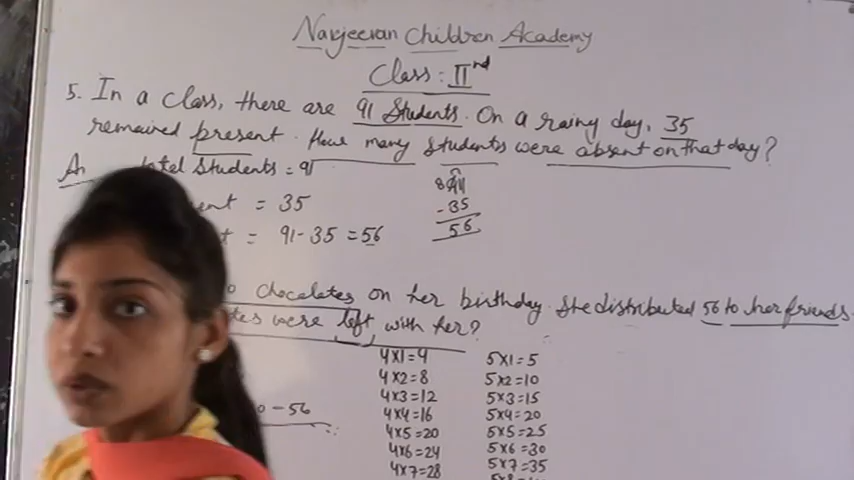 Navjeevan Children Academy
Class: IInd
5. In a class, there are 91 Students. On a rainy day, 35
remained present. How many students were absent on that day?
An
total Students = 91
ent = 35
t = 91-35 = 56
8 11
- 35
56
o chocolates on her birthday. She distributed 56 to her friends.
tes were left with her?
0 - 56
4x1=4
4x2=8
4x3=12
4x4=16
4x5=20
4x6=24
4x7=28
5x1=5
5x2=10
5x3=15
5x4=20
5x5=25
5x6=30
5x7=35